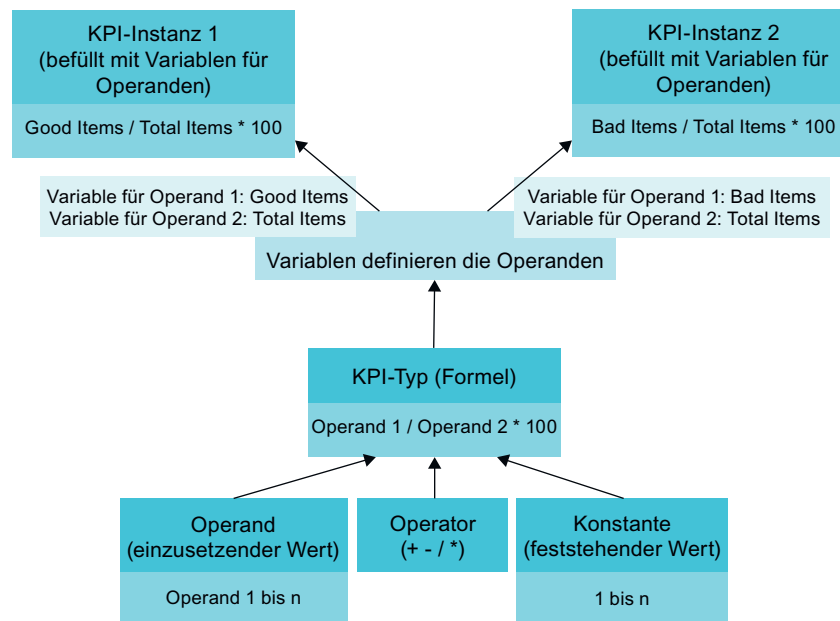 KPI-Instanz 1
(befüllt mit Variablen für
Operanden)
Good Items / Total Items * 100
KPI-Instanz 2
(befüllt mit Variablen für
Operanden)
Bad Items / Total Items * 100
Variable für Operand 1: Good Items
Variable für Operand 2: Total Items
Variable für Operand 1: Bad Items
Variable für Operand 2: Total Items
Variablen definieren die Operanden
KPI-Typ (Formel)
Operand 1 / Operand 2 * 100
Operand
(einzusetzender Wert)
Operand 1 bis n
Operator
(+ - / *)
Konstante
(feststehender Wert)
1 bis n